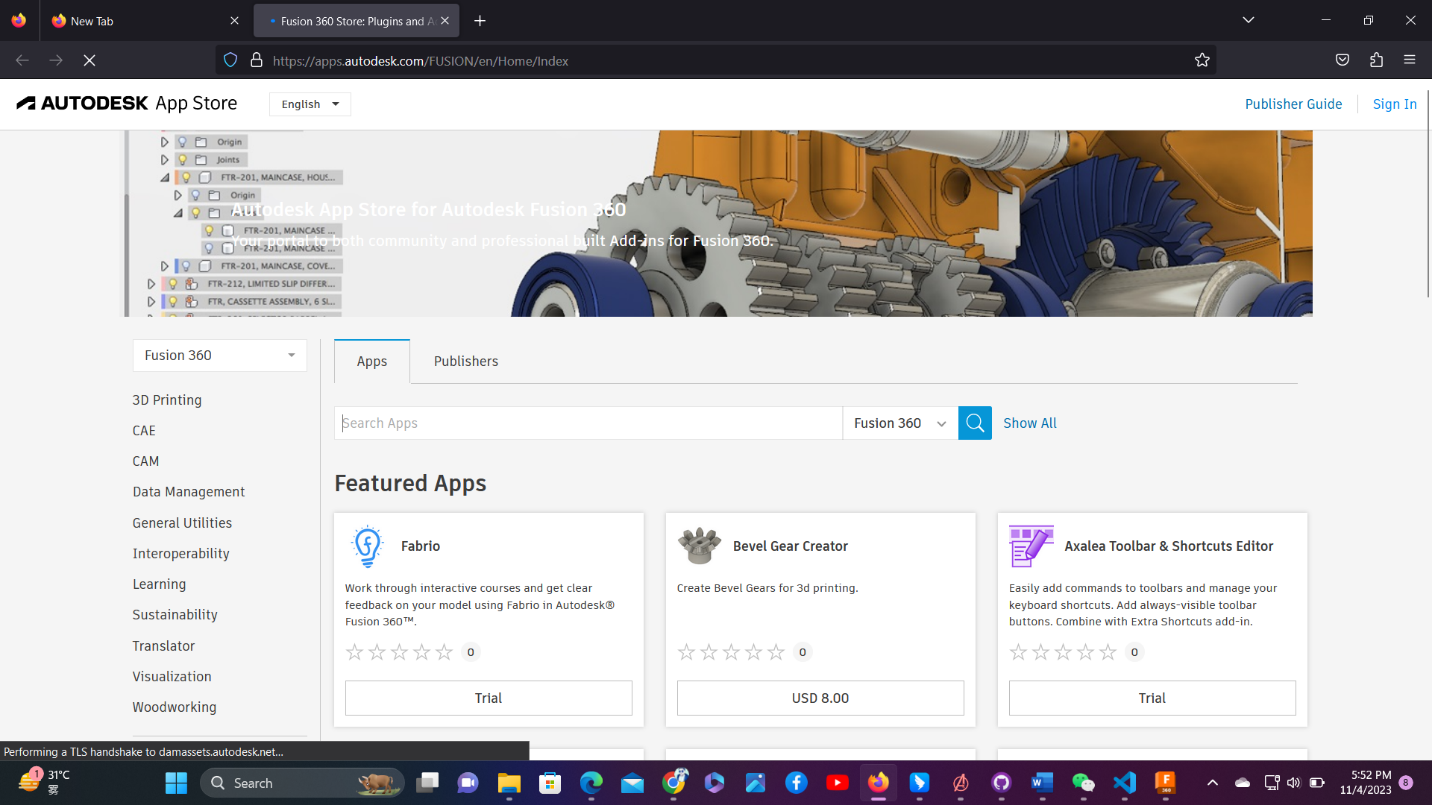 New Tab
Fusion 360 Store: Plugins and A
https://apps.autodesk.com/FUSION/en/Home/Index
AUTODESK App Store
English
Publisher Guide
Sign In
Origin
Joints
FTR-201, MAINCASE, HOUS...
Origin
FTR-201, MAINCASE ...
FTR-231, MAINCASE ...
FTR-201, MAINCASE, COVE...
FTR-212, LIMITED SLIP DIFFER...
FTR, CASSETTE ASSEMBLY, 6 SI...
Autodesk App Store for Autodesk Fusion 360
Your portal to both community and professional built Add-ins for Fusion 360.
Fusion 360
3D Printing
CAE
CAM
Data Management
General Utilities
Interoperability
Learning
Sustainability
Translator
Visualization
Woodworking
Apps
Publishers
Search Apps
Fusion 360
Show All
Featured Apps
Fabrio
Work through interactive courses and get clear
feedback on your model using Fabrio in Autodesk®
Fusion 360™.
0
Trial
Bevel Gear Creator
Create Bevel Gears for 3d printing.
0
USD 8.00
Axalea Toolbar & Shortcuts Editor
Easily add commands to toolbars and manage your
keyboard shortcuts. Add always-visible toolbar
buttons. Combine with Extra Shortcuts add-in.
0
Trial
Performing a TLS handshake to damassets.autodesk.net...
1
31°C
雾
Search
F
360
5:52 PM
11/4/2023
8